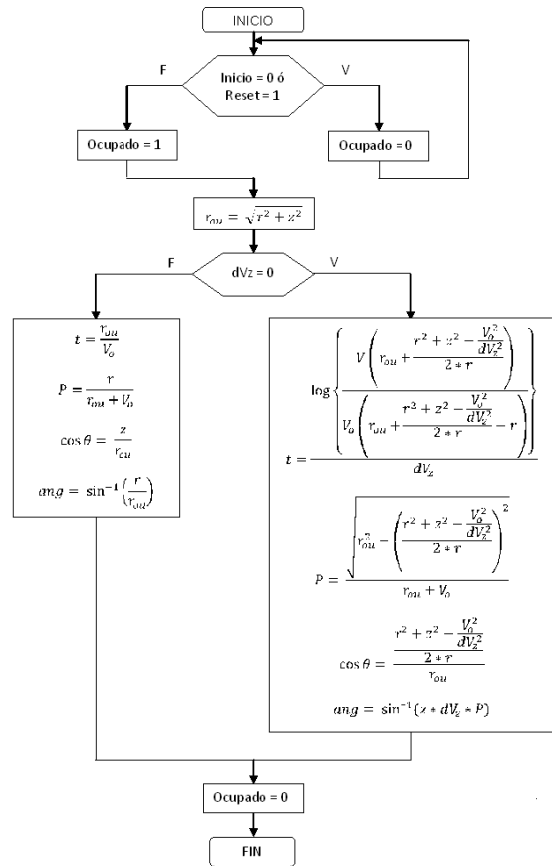 INICIO
F
Inicio = 0 ó
Reset = 1
V
Ocupado = 1
Ocupado = 0
r_ou = √(r² + z²)
F
dVz = 0
V
t = r_ou / V_o
P = r / (r_ou + V_o)
cos θ = z / r_ou
ang = sin⁻¹(r / r_ou)
t = log{ V(r_ou + (r² + z² − V_o²/dV_z²) / (2 * r)) / V_o(r_ou + (r² + z² − V_o²/dV_z²) / (2 * r) − r) } / dV_z
P = √(r_ou² − ((r² + z² − V_o²/dV_z²) / (2 * r))²) / (r_ou + V_o)
cos θ = ((r² + z² − V_o²/dV_z²) / (2 * r)) / r_ou
ang = sin⁻¹(z * dV_z * P)
Ocupado = 0
FIN